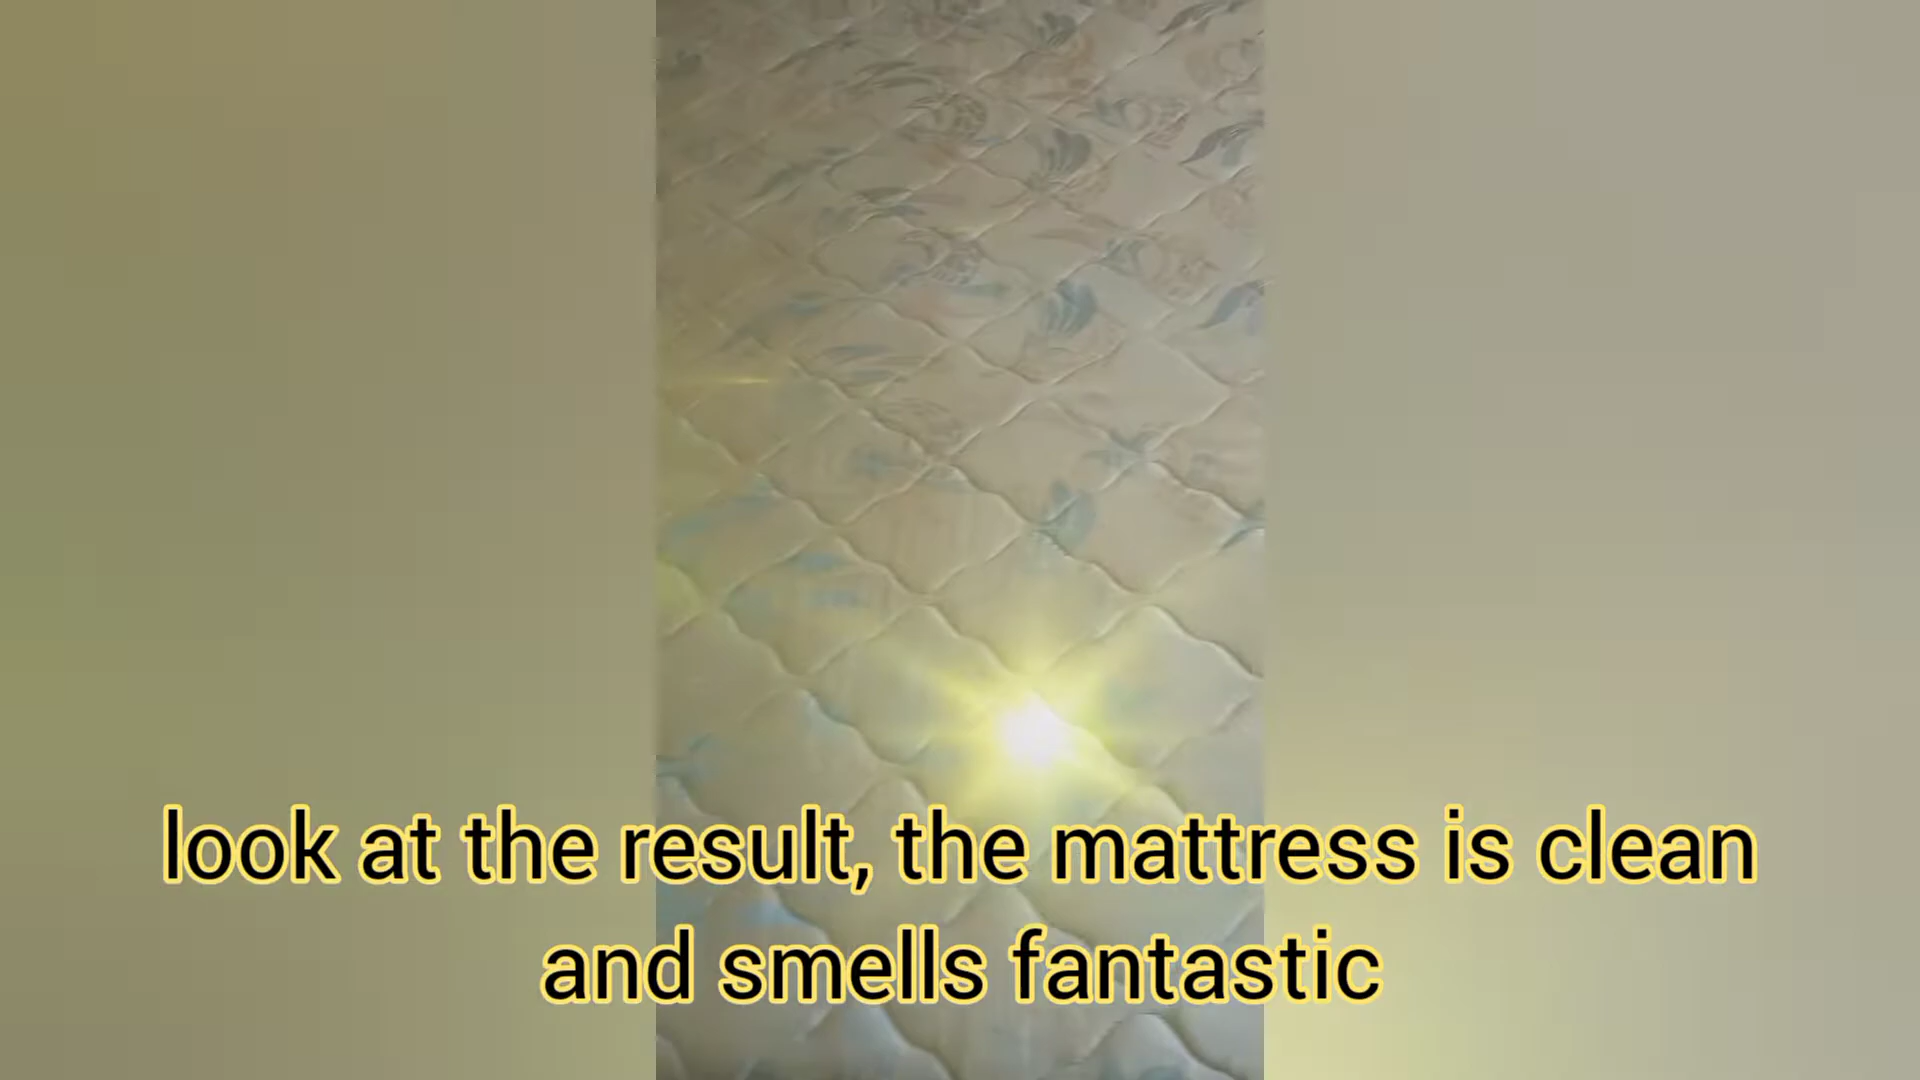 look at the result, the mattress is clean
and smells fantastic